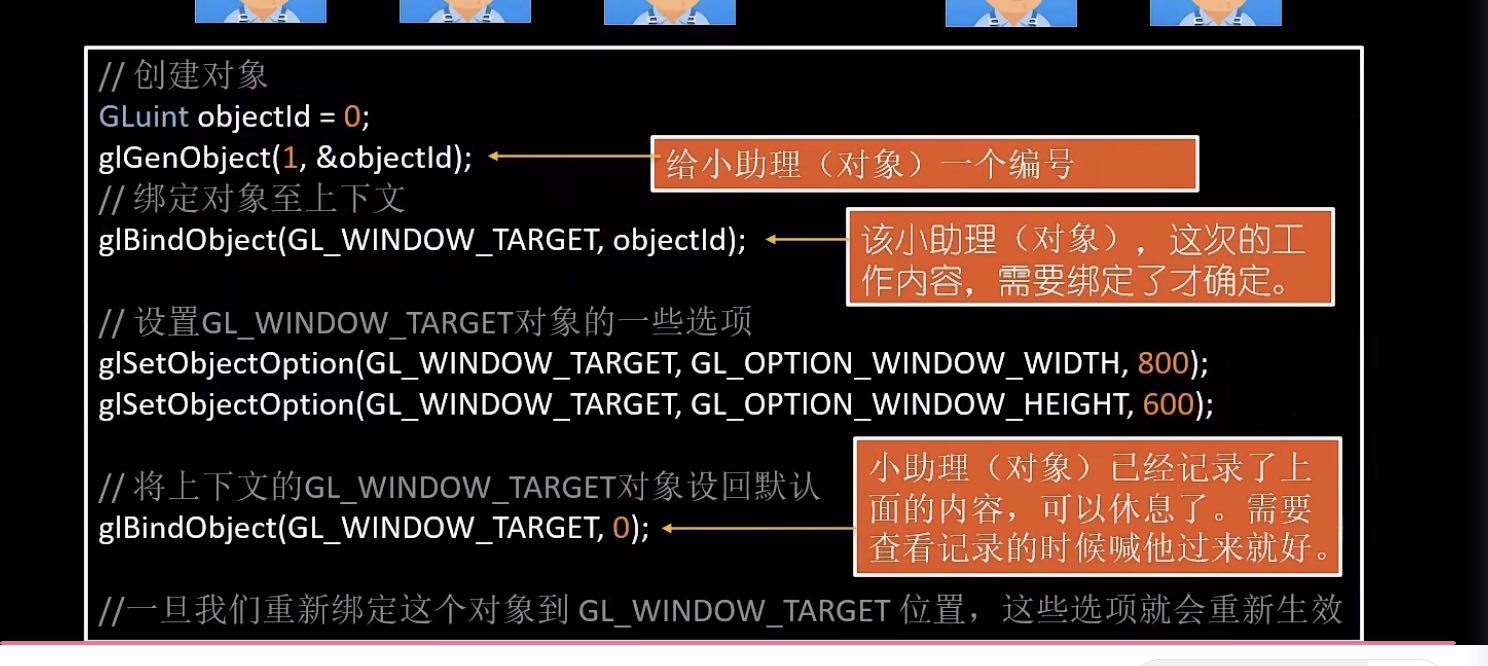 // 创建对象
GLuint objectId = 0;
glGenObject(1, &objectId);
给小助理（对象）一个编号
// 绑定对象至上下文
glBindObject(GL_WINDOW_TARGET, objectId);
该小助理（对象），这次的工
作内容，需要绑定了才确定。
// 设置GL_WINDOW_TARGET对象的一些选项
glSetObjectOption(GL_WINDOW_TARGET, GL_OPTION_WINDOW_WIDTH, 800);
glSetObjectOption(GL_WINDOW_TARGET, GL_OPTION_WINDOW_HEIGHT, 600);
// 将上下文的GL_WINDOW_TARGET对象设回默认
glBindObject(GL_WINDOW_TARGET, 0);
小助理（对象）已经记录了上
面的内容，可以休息了。需要
查看记录的时候喊他过来就好。
//一旦我们重新绑定这个对象到 GL_WINDOW_TARGET 位置，这些选项就会重新生效